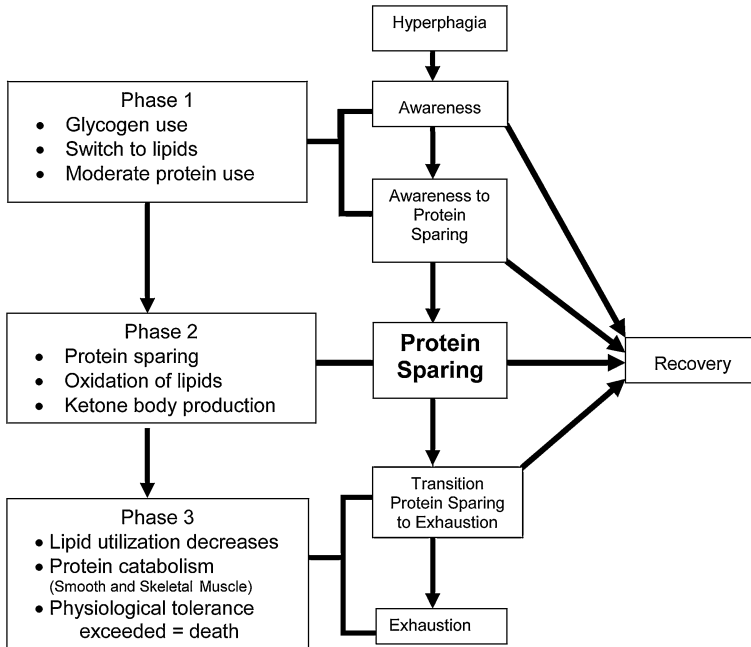 Hyperphagia
Awareness
Phase 1
• Glycogen use
• Switch to lipids
• Moderate protein use
Awareness to
Protein
Sparing
Phase 2
• Protein sparing
• Oxidation of lipids
• Ketone body production
Protein
Sparing
Recovery
Phase 3
• Lipid utilization decreases
• Protein catabolism
(Smooth and Skeletal Muscle)
• Physiological tolerance
exceeded = death
Transition
Protein Sparing
to Exhaustion
Exhaustion